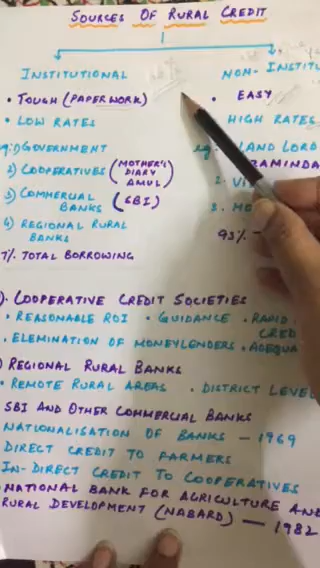 SOURCES OF RURAL CREDIT
INSTITUTIONAL
NON-INSTITU
• TOUGH (PAPERWORK)
• EASY
• LOW RATES
HIGH RATES
eg:1) GOVERNMENT
eg: LAND LORD
2) COOPERATIVES (MOTHER'S DIARY AMUL)
ZAMINDA
3) COMMERCIAL BANKS (SBI)
2. VI
3. MO
4) REGIONAL RURAL BANKS
93% -
7% TOTAL BORROWING
). COOPERATIVE CREDIT SOCIETIES
• REASONABLE ROI • GUIDANCE • RAPID
CRED
• ELEMINATION OF MONEYLENDERS • ADEQUA
) REGIONAL RURAL BANKS
• REMOTE RURAL AREAS • DISTRICT LEVEL
SBI AND OTHER COMMERCIAL BANKS
NATIONALISATION OF BANKS - 1969
DIRECT CREDIT TO FARMERS
IN-DIRECT CREDIT TO COOPERATIVES
NATIONAL BANK FOR AGRICULTURE AND
RURAL DEVELOPMENT (NABARD) - 1982